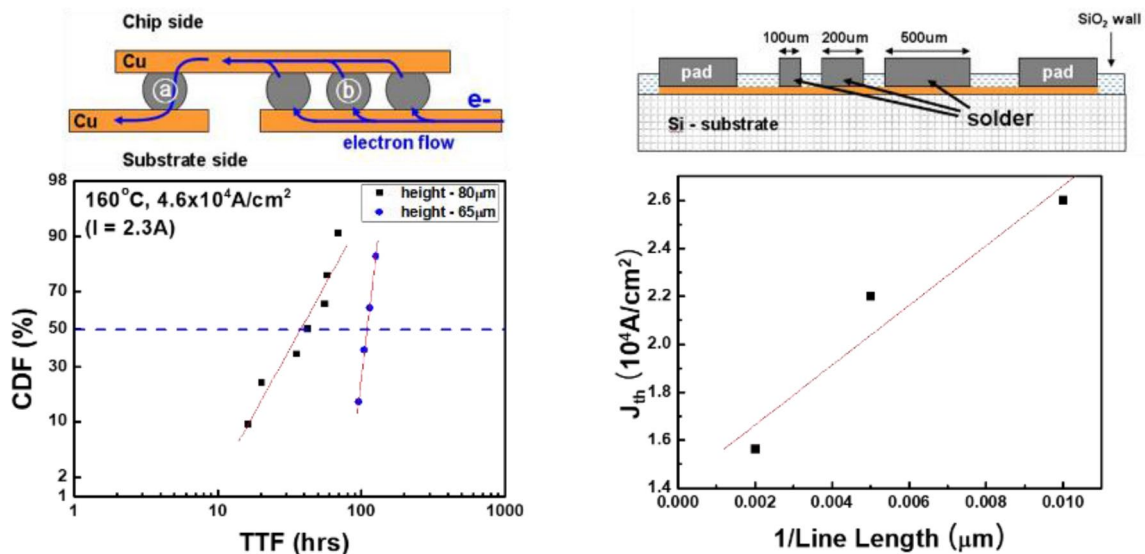 Chip side
Cu
a
b
e-
Cu
electron flow
Substrate side
98
90
70
50
30
10
2
1
160°C, 4.6x10⁴A/cm²
(I = 2.3A)
height - 80μm
height - 65μm
CDF (%)
1
10
100
1000
TTF (hrs)
SiO₂ wall
100um
200um
500um
pad
pad
solder
Si - substrate
2.6
2.4
2.2
2.0
1.8
1.6
1.4
Jth (10⁴A/cm²)
0.000
0.002
0.004
0.006
0.008
0.010
1/Line Length (μm)